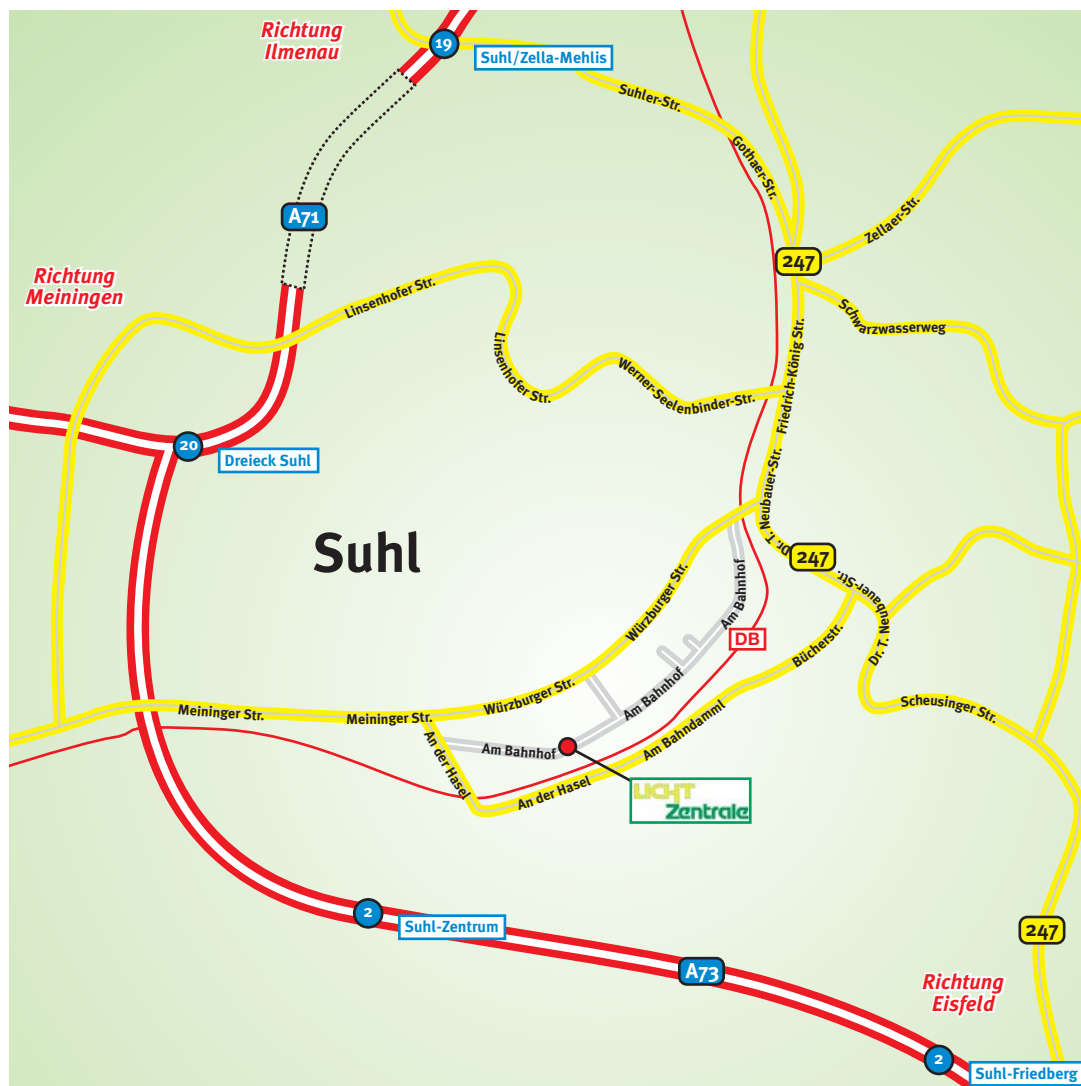 Richtung
Ilmenau
19
Suhl/Zella-Mehlis
Suhler-Str.
Gothaer-Str.
A71
Zellaer-Str.
247
Richtung
Meiningen
Linsenhofer Str.
Schwarzwasserweg
Linsenhofer Str.
Werner-Seelenbinder-Str.
Friedrich-König Str.
20
Dreieck Suhl
Suhl
Dr. T. Neubauer-Str.
247
Dr. T. Neubauer-Str.
Würzburger Str.
Am Bahnhof
DB
Bücherstr.
Am Bahnhof
Würzburger Str.
Meininger Str.
Meininger Str.
Scheusinger Str.
An der Hasel
Am Bahnhof
Am Bahndamml
An der Hasel
LICHT
Zentrale
2
Suhl-Zentrum
247
A73
Richtung
Eisfeld
2
Suhl-Friedberg